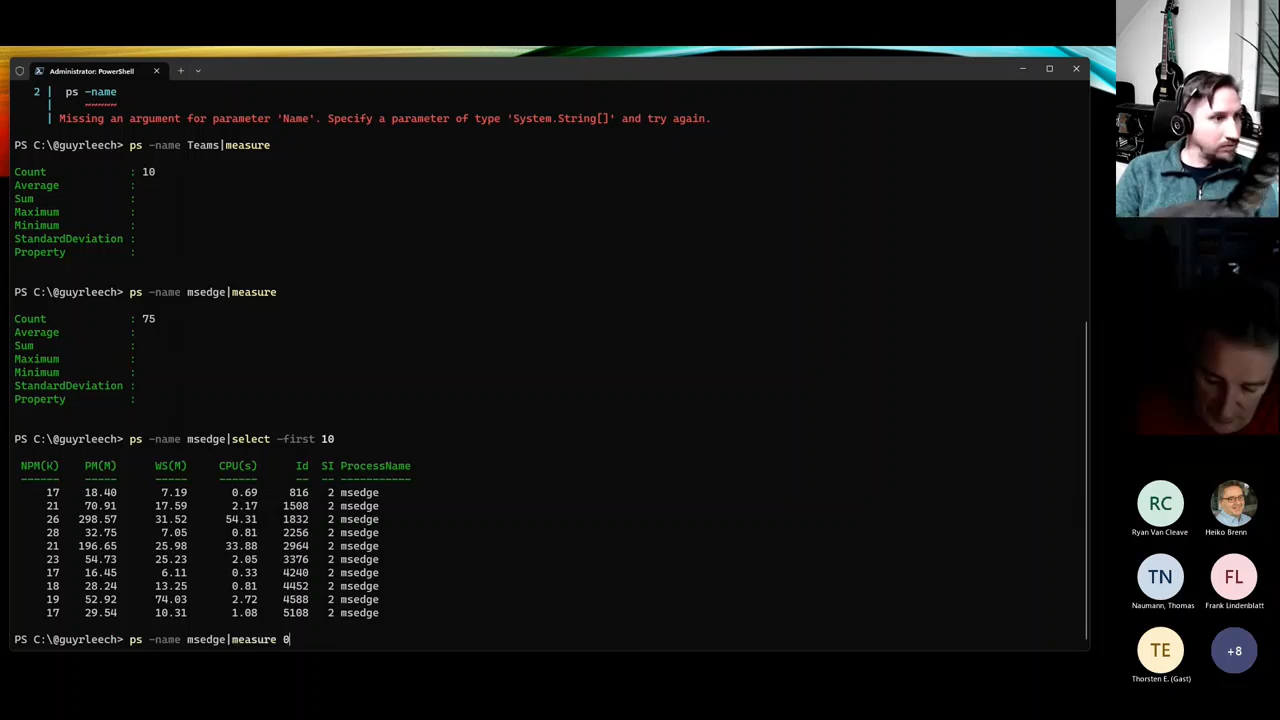 Administrator: PowerShell
2 | ps -name
| ~~~~~
| Missing an argument for parameter 'Name'. Specify a parameter of type 'System.String[]' and try again.
PS C:\@guyrleech> ps -name Teams|measure
Count : 10
Average :
Sum :
Maximum :
Minimum :
StandardDeviation :
Property :
PS C:\@guyrleech> ps -name msedge|measure
Count : 75
Average :
Sum :
Maximum :
Minimum :
StandardDeviation :
Property :
PS C:\@guyrleech> ps -name msedge|select -first 10
NPM(K) PM(M) WS(M) CPU(s) Id SI ProcessName
------ ----- ----- ------ -- -- -----------
17 18.40 7.19 0.69 816 2 msedge
21 70.91 17.59 2.17 1508 2 msedge
26 298.57 31.52 54.31 1832 2 msedge
28 32.75 7.05 0.81 2256 2 msedge
21 196.65 25.98 33.88 2964 2 msedge
23 54.73 25.23 2.05 3376 2 msedge
17 16.45 6.11 0.33 4240 2 msedge
18 28.24 13.25 0.81 4452 2 msedge
19 52.92 74.03 2.72 4588 2 msedge
17 29.54 10.31 1.08 5108 2 msedge
PS C:\@guyrleech> ps -name msedge|measure 0
RC
Ryan Van Cleave
Heiko Brenn
TN
Naumann, Thomas
FL
Frank Lindenblatt
TE
Thorsten E. (Gast)
+8